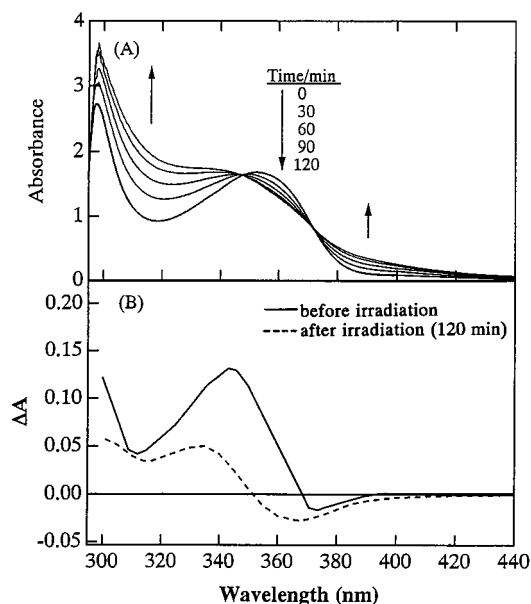 (A)
Time/min
0
30
60
90
120
4
3
2
1
0
Absorbance
(B)
before irradiation
after irradiation (120 min)
0.20
0.15
0.10
0.05
0.00
-0.05
ΔA
300 320 340 360 380 400 420 440
Wavelength (nm)